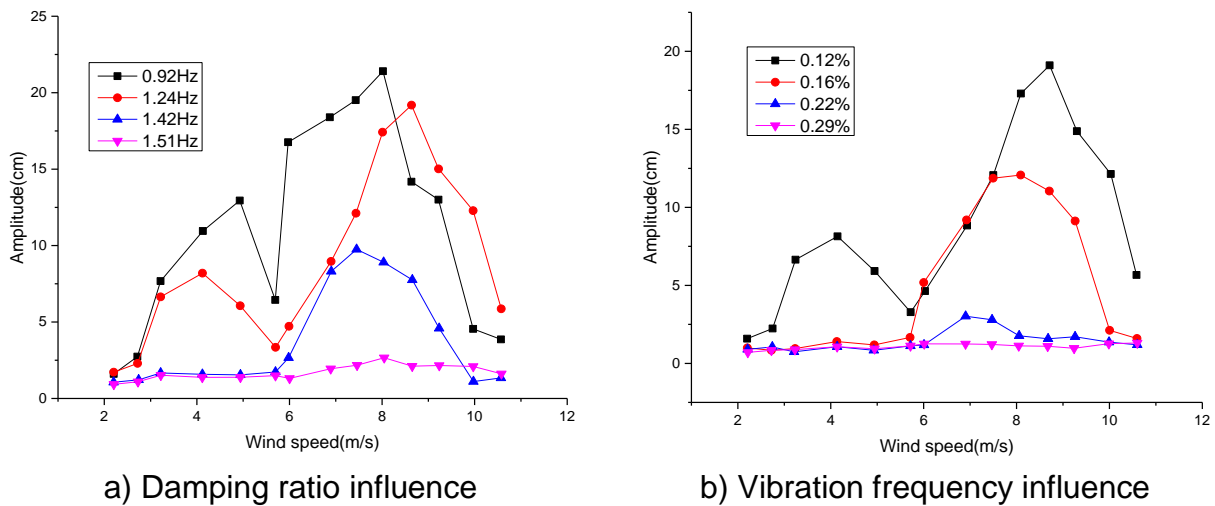 25
20
15
10
5
0
Amplitude(cm)
0.92Hz
1.24Hz
1.42Hz
1.51Hz
2 4 6 8 10 12
Wind speed(m/s)
a) Damping ratio influence
20
15
10
5
0
Amplitude(cm)
0.12%
0.16%
0.22%
0.29%
2 4 6 8 10 12
Wind speed(m/s)
b) Vibration frequency influence